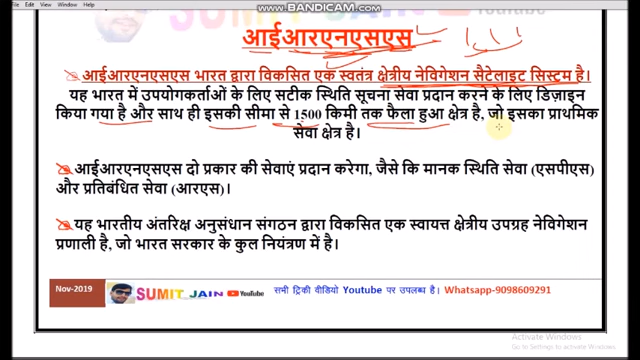 File View Help
www.BANDICAM.com
Youtube
आईआरएनएसएस
आईआरएनएसएस भारत द्वारा विकसित एक स्वतंत्र क्षेत्रीय नेविगेशन सैटेलाइट सिस्टम है।
यह भारत में उपयोगकर्ताओं के लिए सटीक स्थिति सूचना सेवा प्रदान करने के लिए डिज़ाइन
किया गया है और साथ ही इसकी सीमा से 1500 किमी तक फैला हुआ क्षेत्र है, जो इसका प्राथमिक
सेवा क्षेत्र है।
आईआरएनएसएस दो प्रकार की सेवाएं प्रदान करेगा, जैसे कि मानक स्थिति सेवा (एसपीएस)
और प्रतिबंधित सेवा (आरएस)।
यह भारतीय अंतरिक्ष अनुसंधान संगठन द्वारा विकसित एक स्वायत्त क्षेत्रीय उपग्रह नेविगेशन
प्रणाली है, जो भारत सरकार के कुल नियंत्रण में है।
Nov-2019 SUMIT JAIN YouTube सभी ट्रिकी वीडियो Youtube पर उपलब्ध है। Whatsapp-9098609291
Activate Windows
Go to Settings to activate Windows.